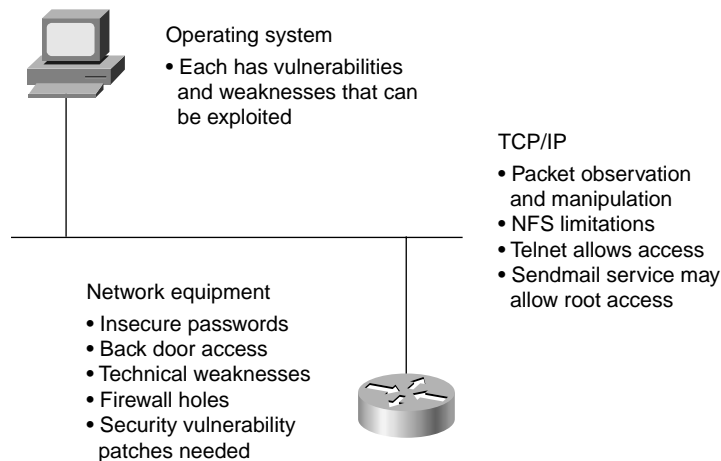 Operating system
• Each has vulnerabilities
and weaknesses that can
be exploited
TCP/IP
• Packet observation
and manipulation
• NFS limitations
• Telnet allows access
• Sendmail service may
allow root access
Network equipment
• Insecure passwords
• Back door access
• Technical weaknesses
• Firewall holes
• Security vulnerability
patches needed